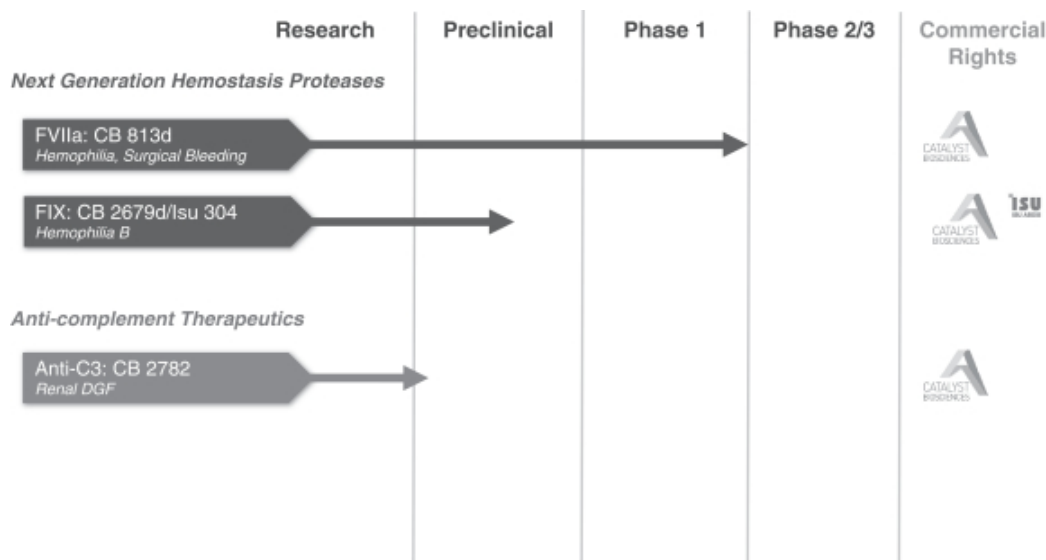 Research Preclinical Phase 1 Phase 2/3 Commercial Rights
Next Generation Hemostasis Proteases
FVIIa: CB 813d
Hemophilia, Surgical Bleeding
CATALYST
BIOSCIENCES
FIX: CB 2679d/Isu 304
Hemophilia B
CATALYST
BIOSCIENCES
ISU
Anti-complement Therapeutics
Anti-C3: CB 2782
Renal DGF
CATALYST
BIOSCIENCES